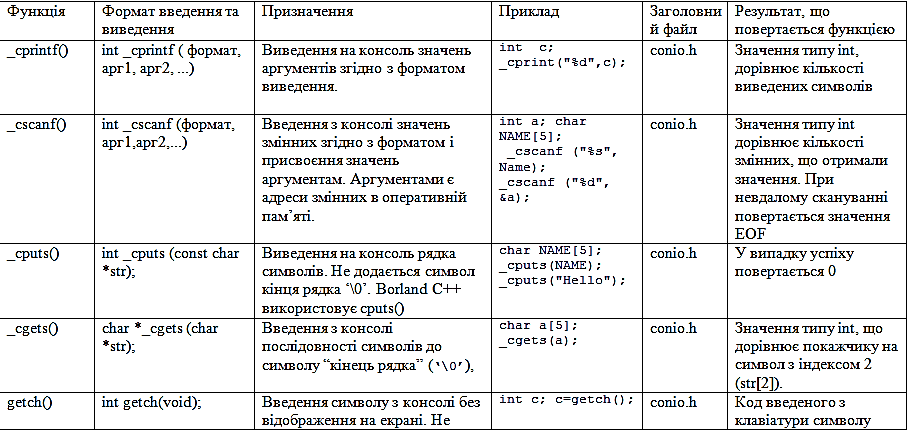 Функція
Формат введення та
виведення
Призначення
Приклад
Заголовни
й файл
Результат, що
повертається функцією
_cprintf()
int _cprintf ( формат,
арг1, арг2, ...)
Виведення на консоль значень
аргументів згідно з форматом
виведення.
int c;
_cprint("%d",c);
conio.h
Значення типу int,
дорівнює кількості
виведених символів
_cscanf()
int _cscanf (формат,
арг1,арг2,...)
Введення з консолі значень
змінних згідно з форматом і
присвоєння значень
аргументам. Аргументами є
адреси змінних в оперативній
пам’яті.
int a; char
NAME[5];
_cscanf ("%s",
Name);
_cscanf ("%d",
&a);
conio.h
Значення типу int
дорівнює кількості
змінних, що отримали
значення. При
невдалому скануванні
повертається значення
EOF
_cputs()
int _cputs (const char
*str);
Виведення на консоль рядка
символів. Не додається символ
кінця рядка ‘\0’. Borland C++
використовує cputs()
char NAME[5];
_cputs(NAME);
_cputs("Hello");
conio.h
У випадку успіху
повертається 0
_cgets()
char *_cgets (char
*str);
Введення з консолі
послідовності символів до
символу “кінець рядка” (‘\0’),
char a[5];
_cgets(a);
conio.h
Значення типу int, що
дорівнює покажчику на
символ з індексом 2
(str[2]).
getch()
int getch(void);
Введення символу з консолі без
відображення на екрані. Не
int c; c=getch();
conio.h
Код введеного з
клавіатури символу